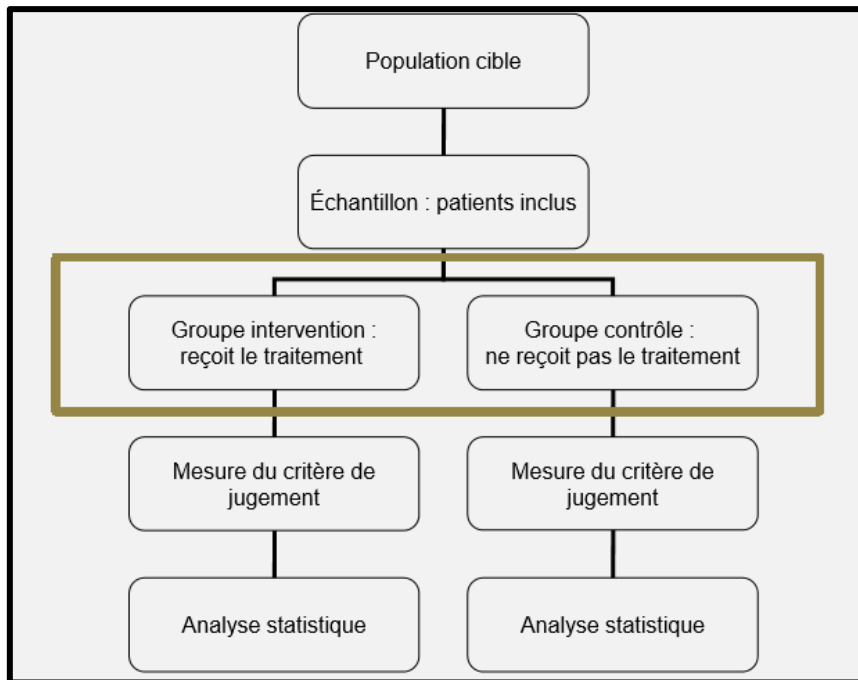 Population cible
Échantillon : patients inclus
Groupe intervention :
reçoit le traitement
Groupe contrôle :
ne reçoit pas le traitement
Mesure du critère de
jugement
Mesure du critère de
jugement
Analyse statistique
Analyse statistique